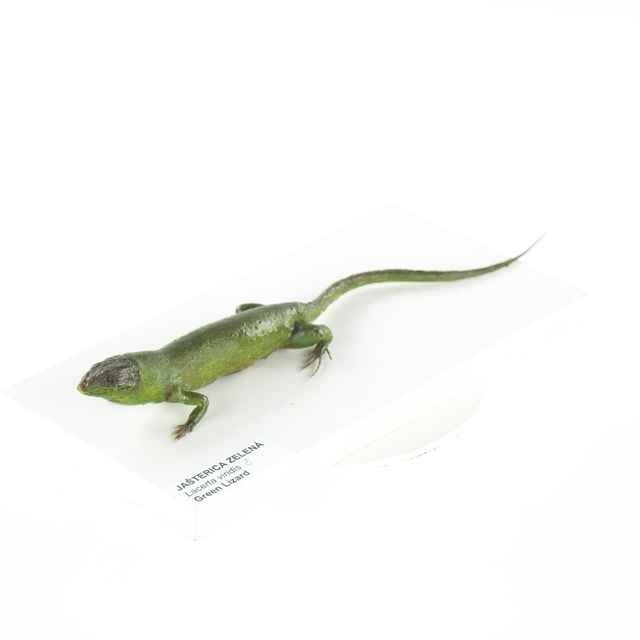 JAŠTERICA ZELENÁ
Lacerta viridis ♂
Green Lizard